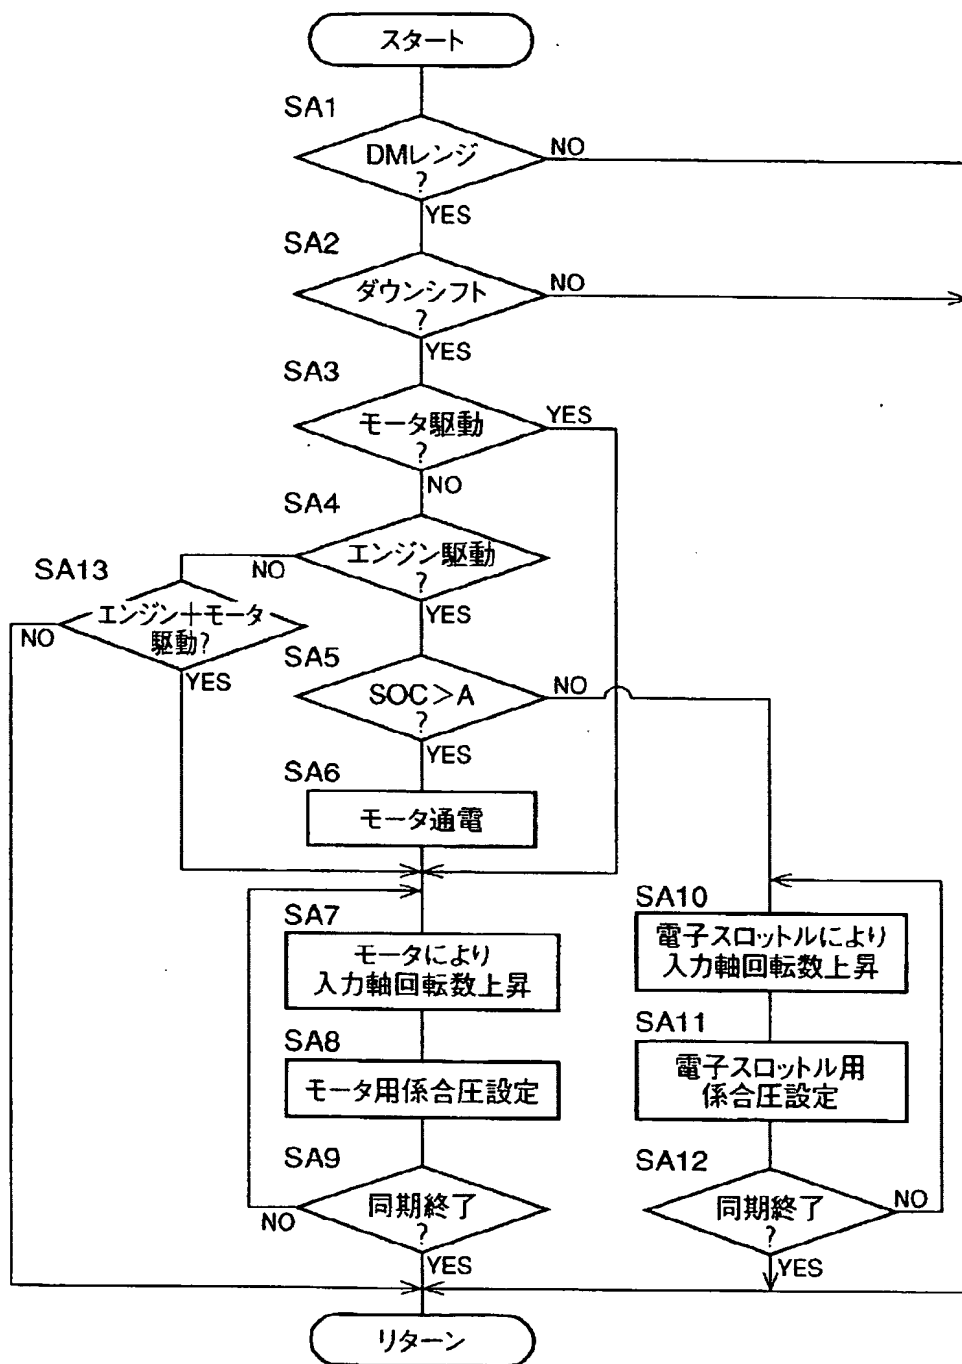 スタート
SA1
DMレンジ
?
NO
YES
SA2
ダウンシフト
?
NO
YES
SA3
モータ駆動
?
YES
NO
SA4
エンジン駆動
?
NO
YES
SA13
エンジン+モータ
駆動?
NO
YES
SA5
SOC>A
?
NO
YES
SA6
モータ通電
SA7
モータにより
入力軸回転数上昇
SA8
モータ用係合圧設定
SA9
同期終了
?
NO
YES
SA10
電子スロットルにより
入力軸回転数上昇
SA11
電子スロットル用
係合圧設定
SA12
同期終了
?
NO
YES
リターン